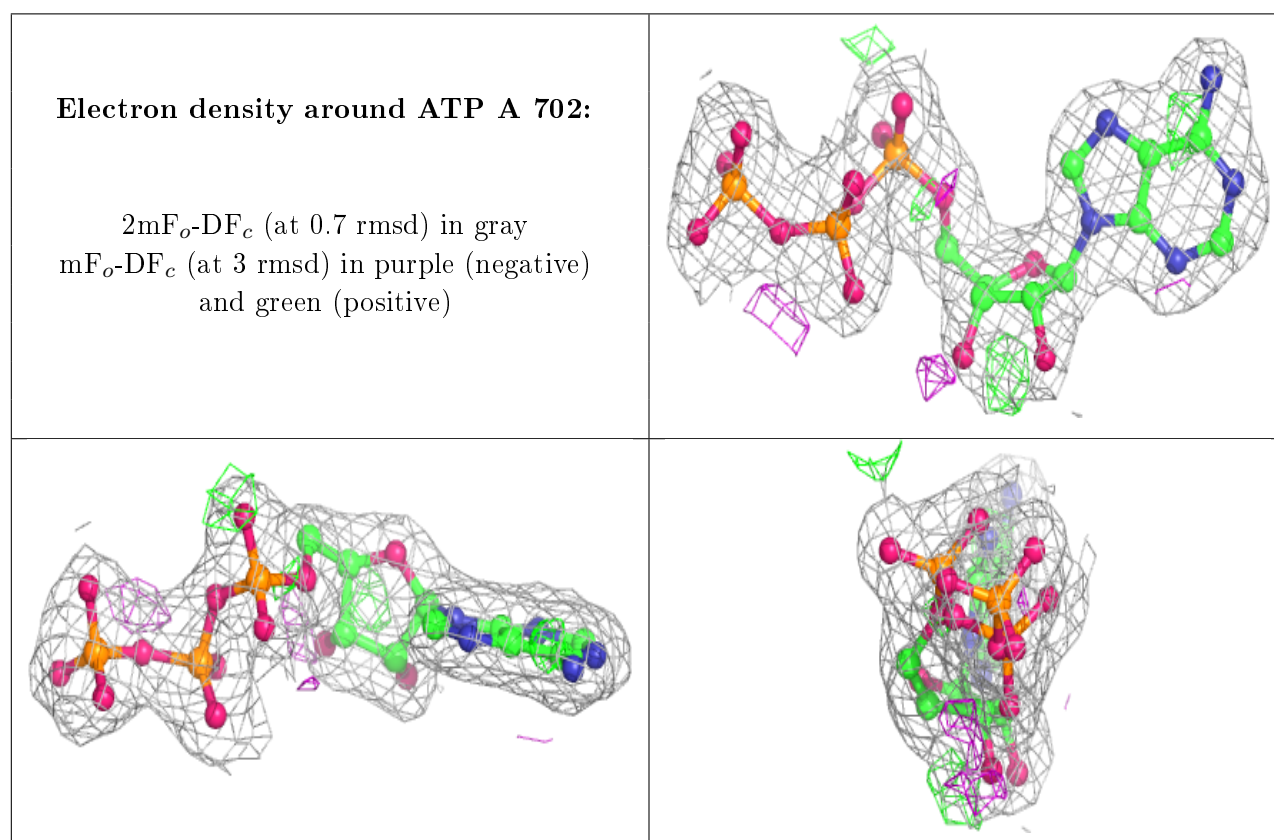 Electron density around ATP A 702:
2mFo-DFc (at 0.7 rmsd) in gray
mFo-DFc (at 3 rmsd) in purple (negative)
and green (positive)